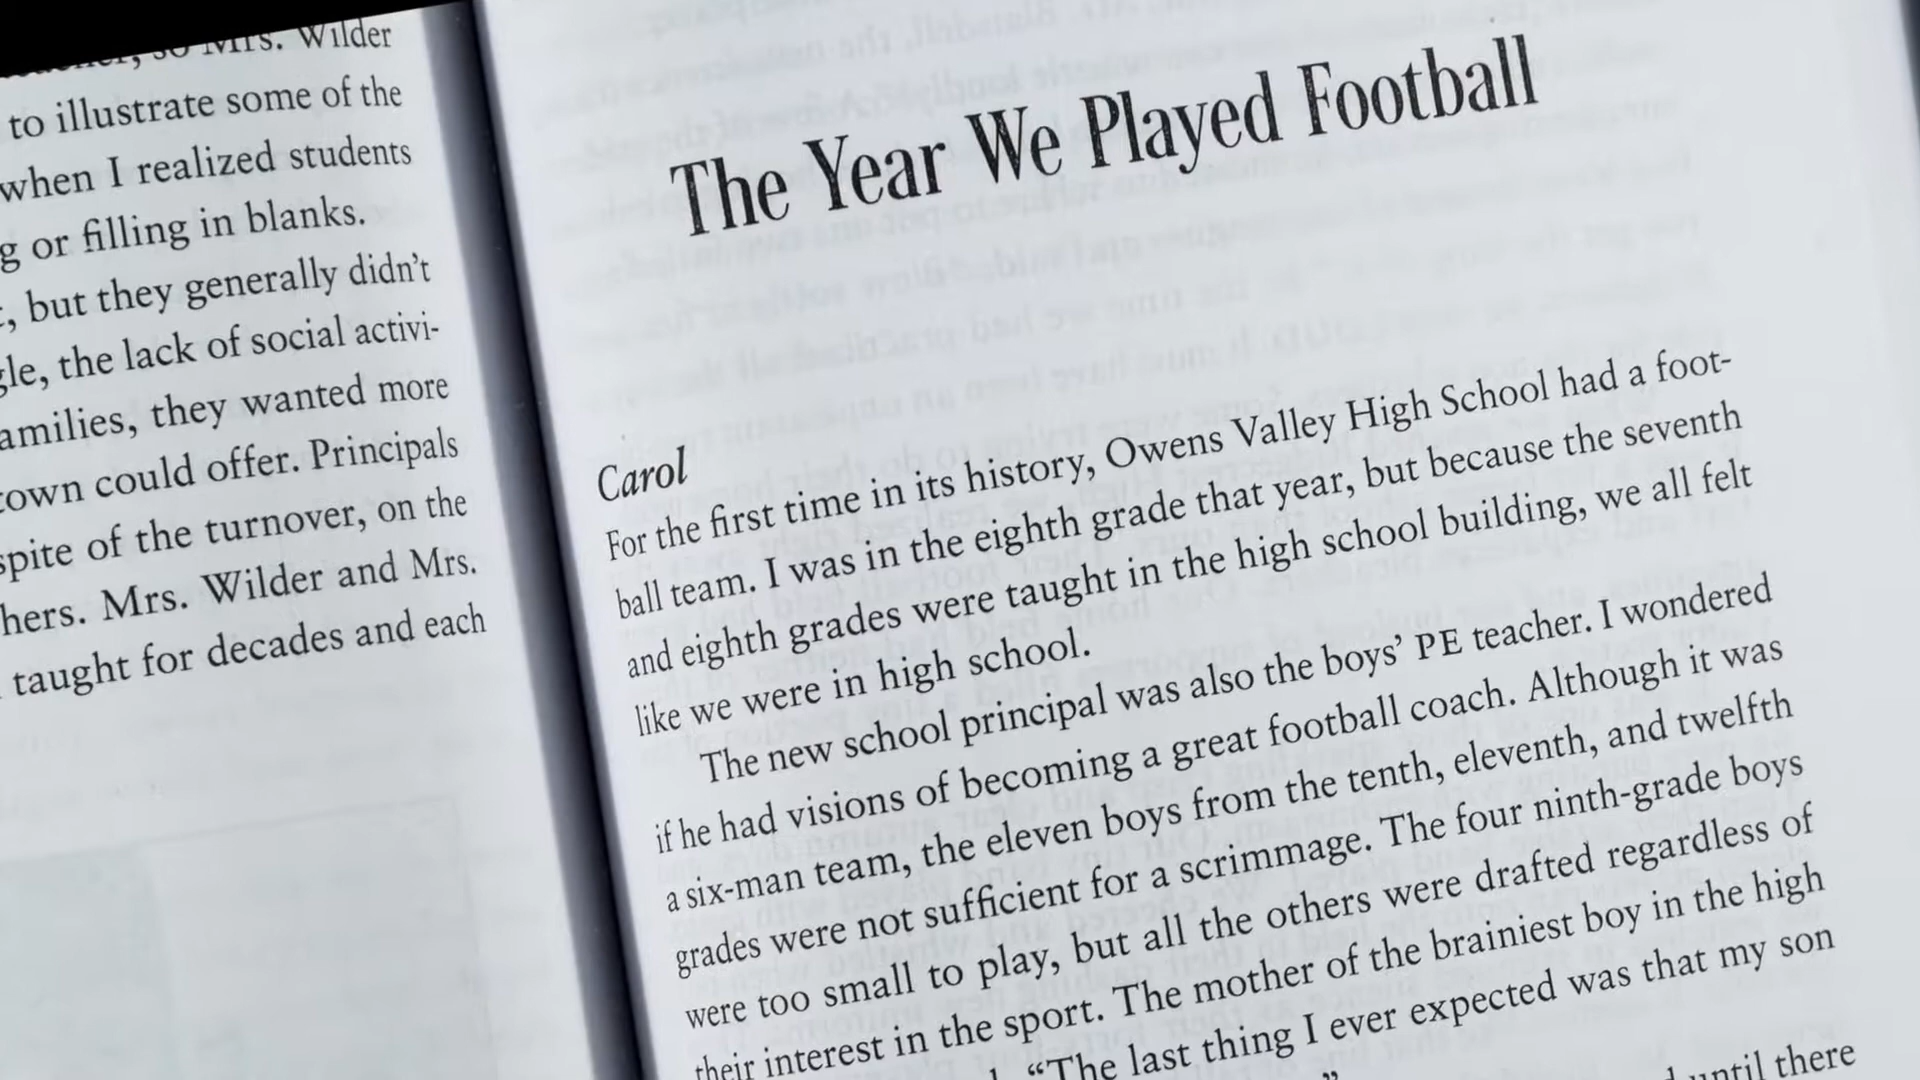 so Mrs. Wilder
to illustrate some of the
when I realized students
g or filling in blanks.
, but they generally didn't
gle, the lack of social activi-
amilies, they wanted more
town could offer. Principals
spite of the turnover, on the
hers. Mrs. Wilder and Mrs.
taught for decades and each
The Year We Played Football
Carol
For the first time in its history, Owens Valley High School had a foot-
ball team. I was in the eighth grade that year, but because the seventh
and eighth grades were taught in the high school building, we all felt
like we were in high school.
The new school principal was also the boys' PE teacher. I wondered
if he had visions of becoming a great football coach. Although it was
a six-man team, the eleven boys from the tenth, eleventh, and twelfth
grades were not sufficient for a scrimmage. The four ninth-grade boys
were too small to play, but all the others were drafted regardless of
their interest in the sport. The mother of the brainiest boy in the high
"The last thing I ever expected was that my son
until there